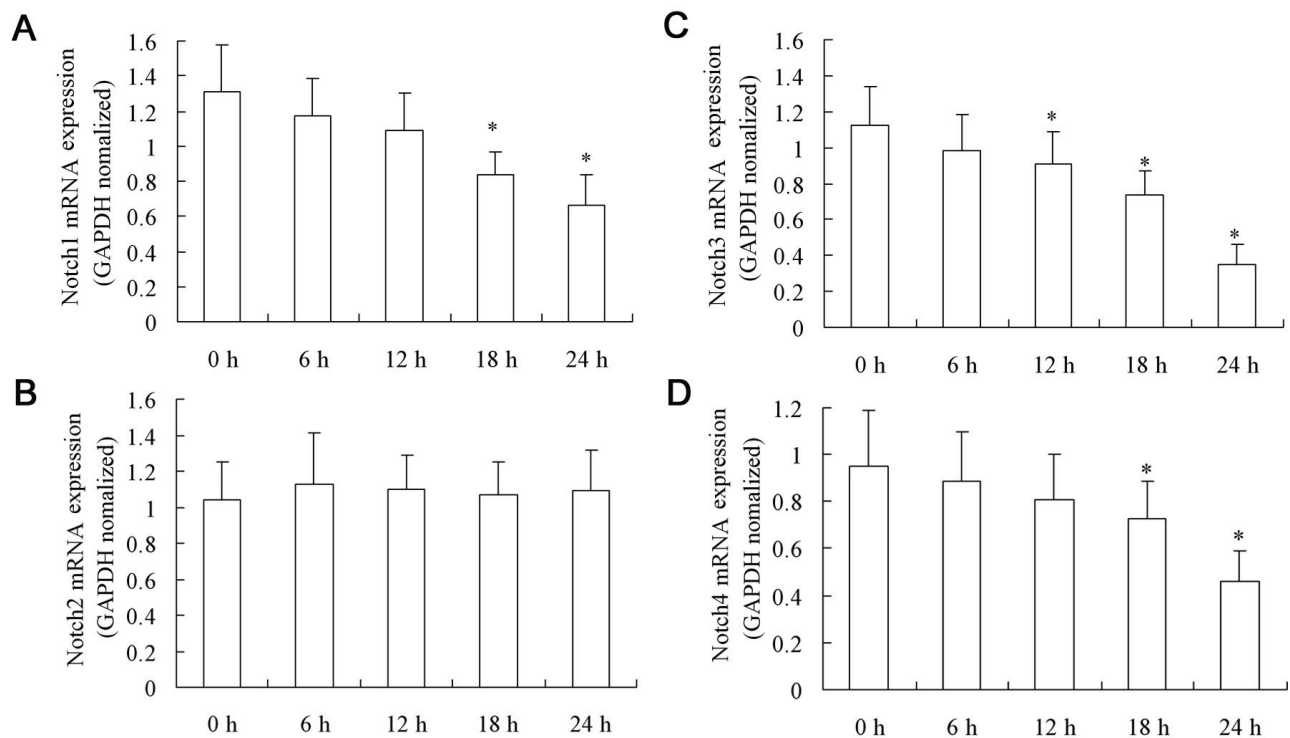 A
Notch1 mRNA expression
(GAPDH nomalized)
1.6
1.4
1.2
1
0.8
0.6
0.4
0.2
0
*
*
0 h 6 h 12 h 18 h 24 h
B
Notch2 mRNA expression
(GAPDH nomalized)
1.6
1.4
1.2
1
0.8
0.6
0.4
0.2
0
0 h 6 h 12 h 18 h 24 h
C
Notch3 mRNA expression
(GAPDH nomalized)
1.6
1.4
1.2
1
0.8
0.6
0.4
0.2
0
*
*
*
0 h 6 h 12 h 18 h 24 h
D
Notch4 mRNA expression
(GAPDH nomalized)
1.2
1
0.8
0.6
0.4
0.2
0
*
*
0 h 6 h 12 h 18 h 24 h